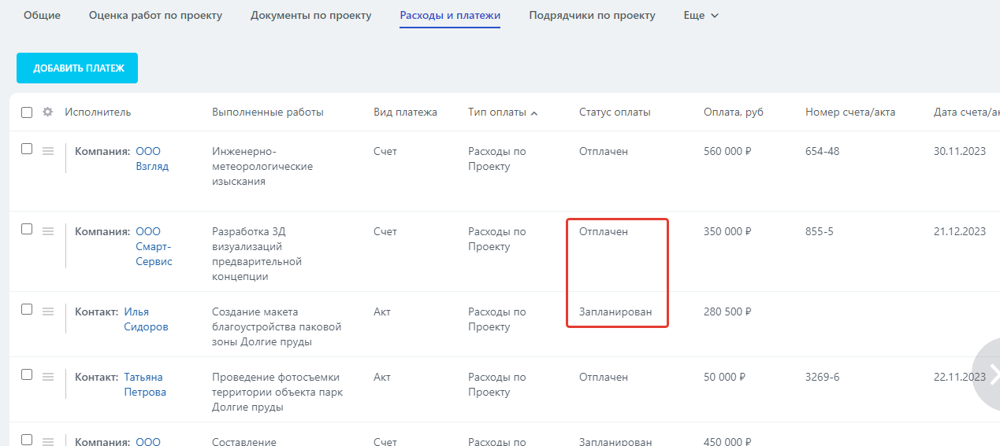 Общие Оценка работ по проекту Документы по проекту Расходы и платежи Подрядчики по проекту Еще
ДОБАВИТЬ ПЛАТЕЖ
Исполнитель Выполненные работы Вид платежа Тип оплаты Статус оплаты Оплата, руб Номер счета/акта Дата счета/ак
Компания: ООО Инженерно- Счет Расходы по Отплачен 560 000 ₽ 654-48 30.11.2023
Взгляд метеорологические Проекту
изыскания
Компания: ООО Разработка 3Д Счет Расходы по Отплачен 350 000 ₽ 855-5 21.12.2023
Смарт- визуализаций Проекту
Сервис предварительной
концепции
Контакт: Илья Создание макета Акт Расходы по Запланирован 280 500 ₽
Сидоров благоустройства паковой Проекту
зоны Долгие пруды
Контакт: Татьяна Проведение фотосъемки Акт Расходы по Отплачен 50 000 ₽ 3269-6 22.11.2023
Петрова территории объекта парк Проекту
Долгие пруды
Компания: ООО Составление Счет Расходы по Запланирован 450 000 ₽